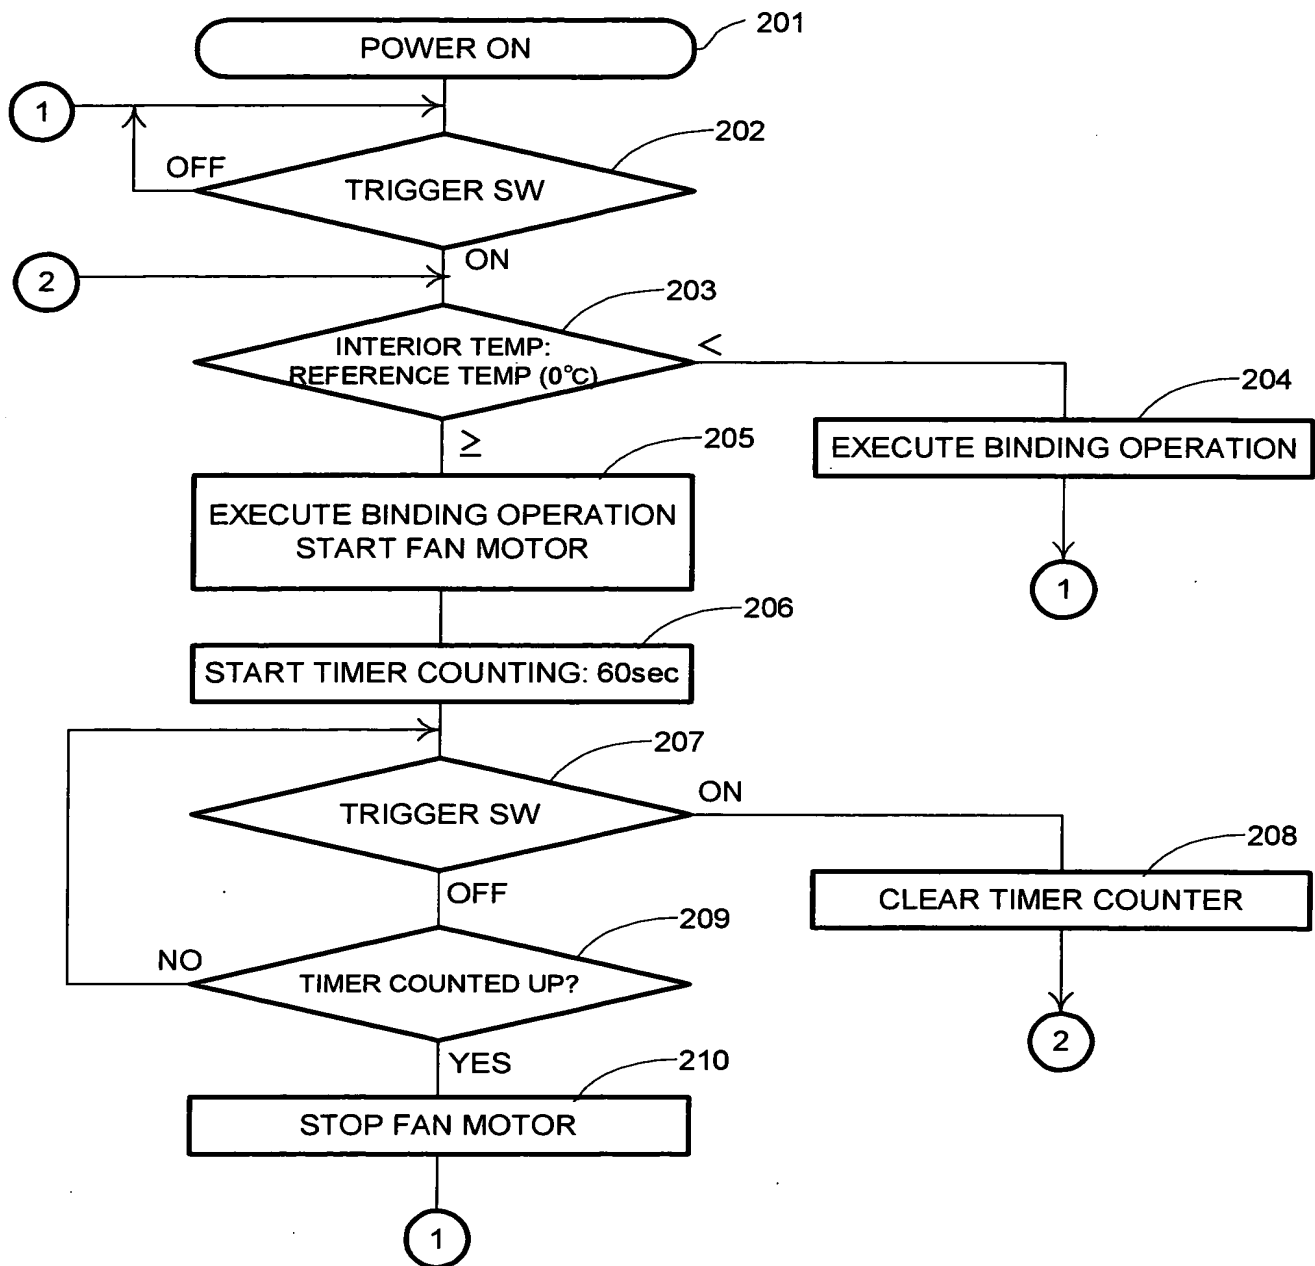 POWER ON
201
1
202
OFF
TRIGGER SW
ON
2
203
INTERIOR TEMP:
REFERENCE TEMP (0°C)
<
204
EXECUTE BINDING OPERATION
≥
205
EXECUTE BINDING OPERATION
START FAN MOTOR
1
206
START TIMER COUNTING: 60sec
207
TRIGGER SW
ON
208
CLEAR TIMER COUNTER
OFF
209
NO
TIMER COUNTED UP?
2
YES
210
STOP FAN MOTOR
1